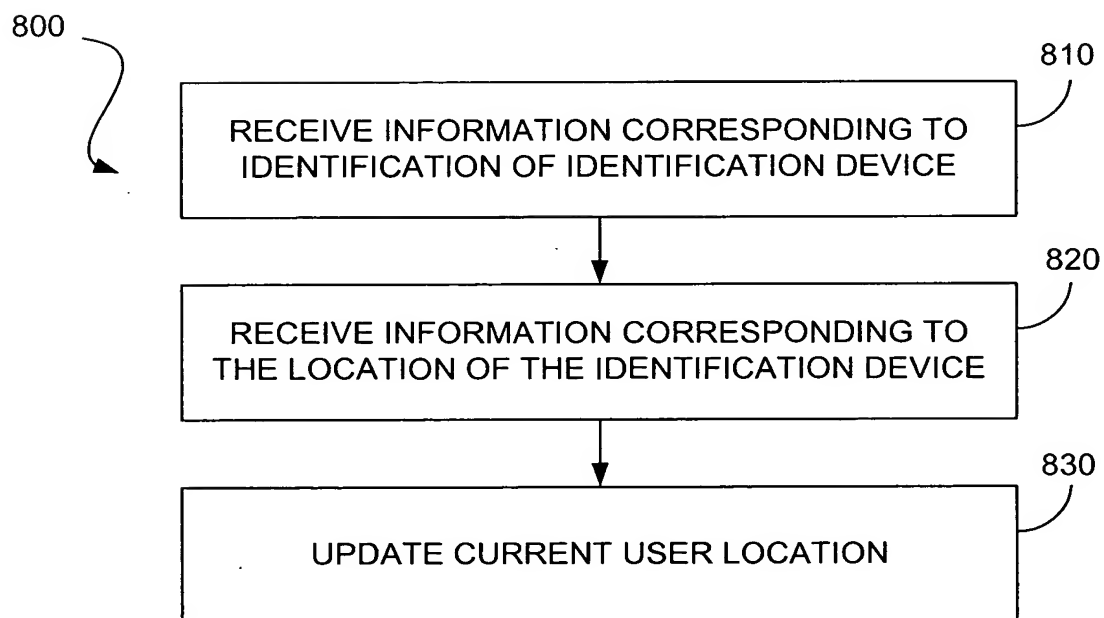 800
810
RECEIVE INFORMATION CORRESPONDING TO
IDENTIFICATION OF IDENTIFICATION DEVICE
820
RECEIVE INFORMATION CORRESPONDING TO
THE LOCATION OF THE IDENTIFICATION DEVICE
830
UPDATE CURRENT USER LOCATION